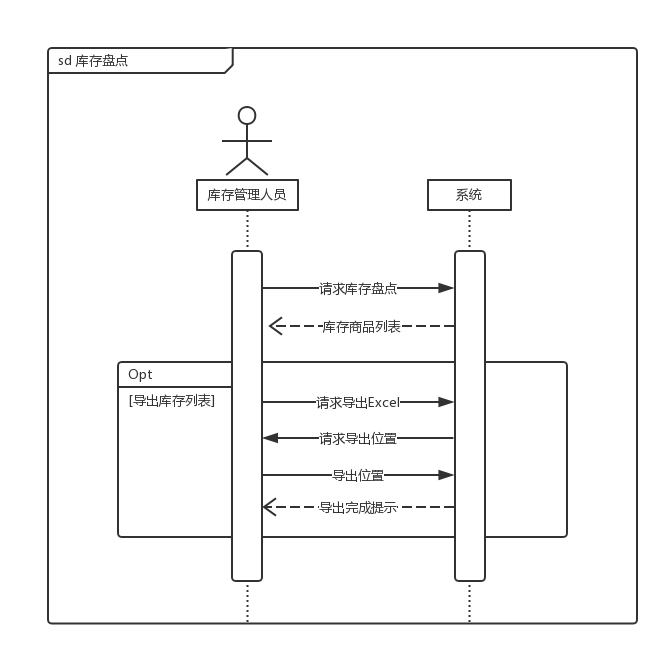 sd 库存盘点
库存管理人员
系统
请求库存盘点
库存商品列表
Opt
[导出库存列表]
请求导出Excel
请求导出位置
导出位置
导出完成提示